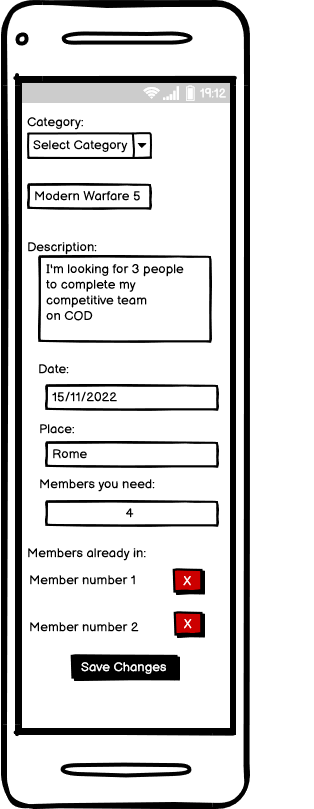 19:12
Category:
Select Category
Modern Warfare 5
Description:
I'm looking for 3 people
to complete my
competitive team
on COD
Date:
15/11/2022
Place:
Rome
Members you need:
4
Members already in:
Member number 1 X
Member number 2 X
Save Changes